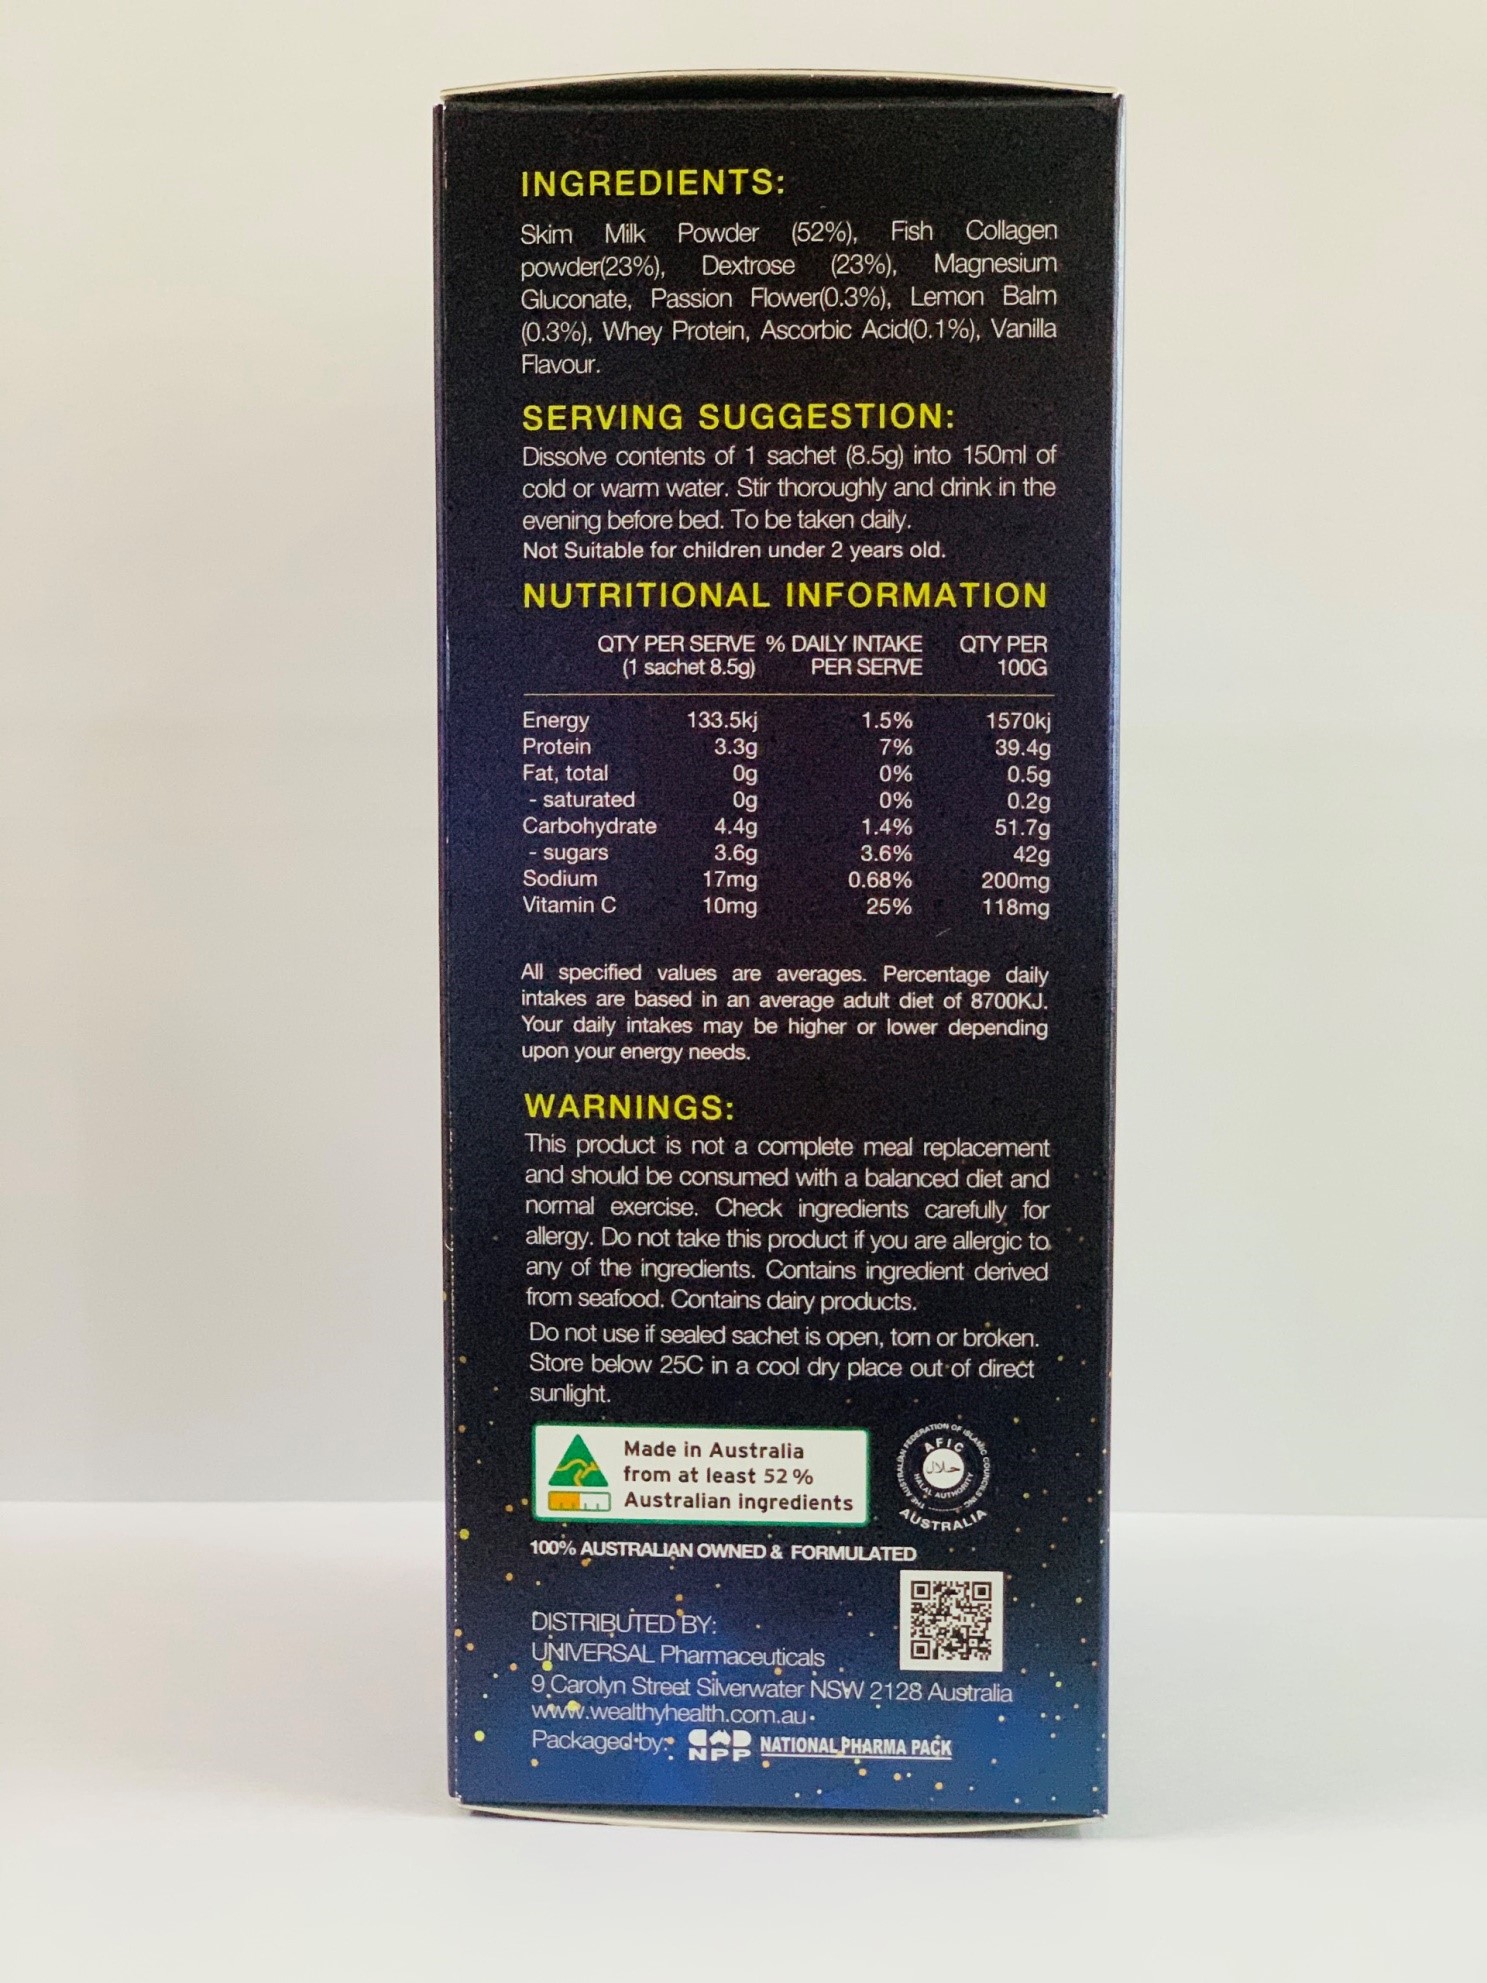 INGREDIENTS:
Skim Milk Powder (52%), Fish Collagen
powder(23%), Dextrose (23%), Magnesium
Gluconate, Passion Flower(0.3%), Lemon Balm
(0.3%), Whey Protein, Ascorbic Acid(0.1%), Vanilla
Flavour.
SERVING SUGGESTION:
Dissolve contents of 1 sachet (8.5g) into 150ml of
cold or warm water. Stir thoroughly and drink in the
evening before bed. To be taken daily.
Not Suitable for children under 2 years old.
NUTRITIONAL INFORMATION
QTY PER SERVE % DAILY INTAKE QTY PER
(1 sachet 8.5g) PER SERVE 100G
Energy 133.5kj 1.5% 1570kj
Protein 3.3g 7% 39.4g
Fat, total 0g 0% 0.5g
- saturated 0g 0% 0.2g
Carbohydrate 4.4g 1.4% 51.7g
- sugars 3.6g 3.6% 42g
Sodium 17mg 0.68% 200mg
Vitamin C 10mg 25% 118mg
All specified values are averages. Percentage daily
intakes are based in an average adult diet of 8700KJ.
Your daily intakes may be higher or lower depending
upon your energy needs.
WARNINGS:
This product is not a complete meal replacement
and should be consumed with a balanced diet and
normal exercise. Check ingredients carefully for
allergy. Do not take this product if you are allergic to
any of the ingredients. Contains ingredient derived
from seafood. Contains dairy products.
Do not use if sealed sachet is open, torn or broken.
Store below 25C in a cool dry place out of direct
sunlight.
Made in Australia
from at least 52%
Australian ingredients
THE AUSTRALIAN FEDERATION OF ISLAMIC COUNCILS INC
AFIC
حلال
HALAL AUTHORITY
AUSTRALIA
100% AUSTRALIAN OWNED & FORMULATED
DISTRIBUTED BY:
UNIVERSAL Pharmaceuticals
9 Carolyn Street Silverwater NSW 2128 Australia
www.wealthyhealth.com.au
Packaged by: NPP NATIONAL PHARMA PACK